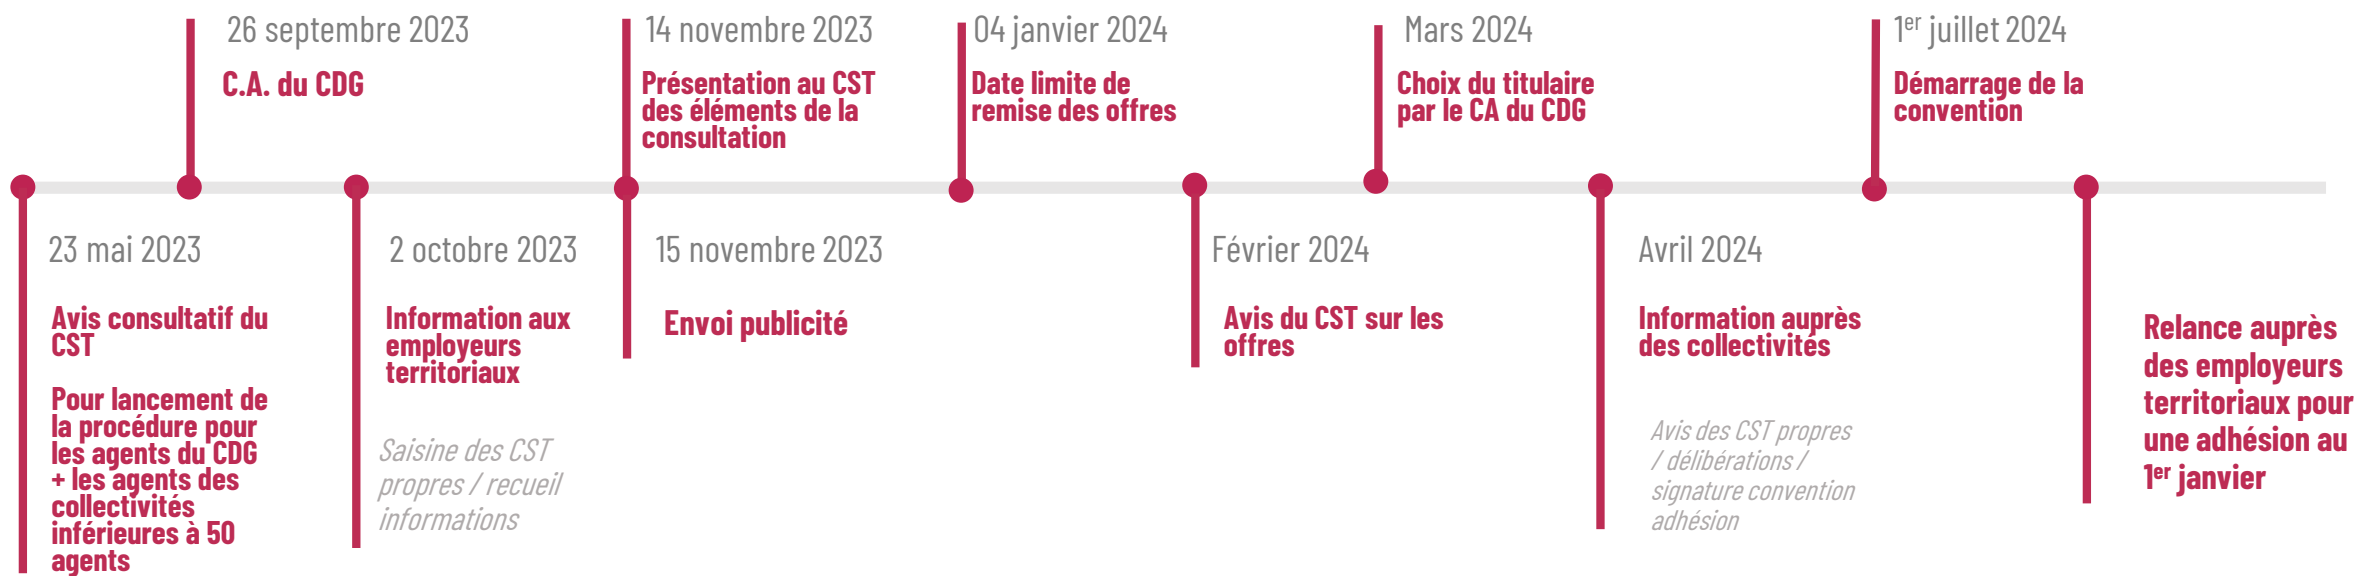 26 septembre 2023
C.A. du CDG
14 novembre 2023
Présentation au CST
des éléments de la
consultation
04 janvier 2024
Date limite de
remise des offres
Mars 2024
Choix du titulaire
par le CA du CDG
1er juillet 2024
Démarrage de la
convention
23 mai 2023
Avis consultatif du
CST
Pour lancement de
la procédure pour
les agents du CDG
+ les agents des
collectivités
inférieures à 50
agents
2 octobre 2023
Information aux
employeurs
territoriaux
Saisine des CST
propres / recueil
informations
15 novembre 2023
Envoi publicité
Février 2024
Avis du CST sur les
offres
Avril 2024
Information auprès
des collectivités
Avis des CST propres
/ délibérations /
signature convention
adhésion
Relance auprès
des employeurs
territoriaux pour
une adhésion au
1er janvier